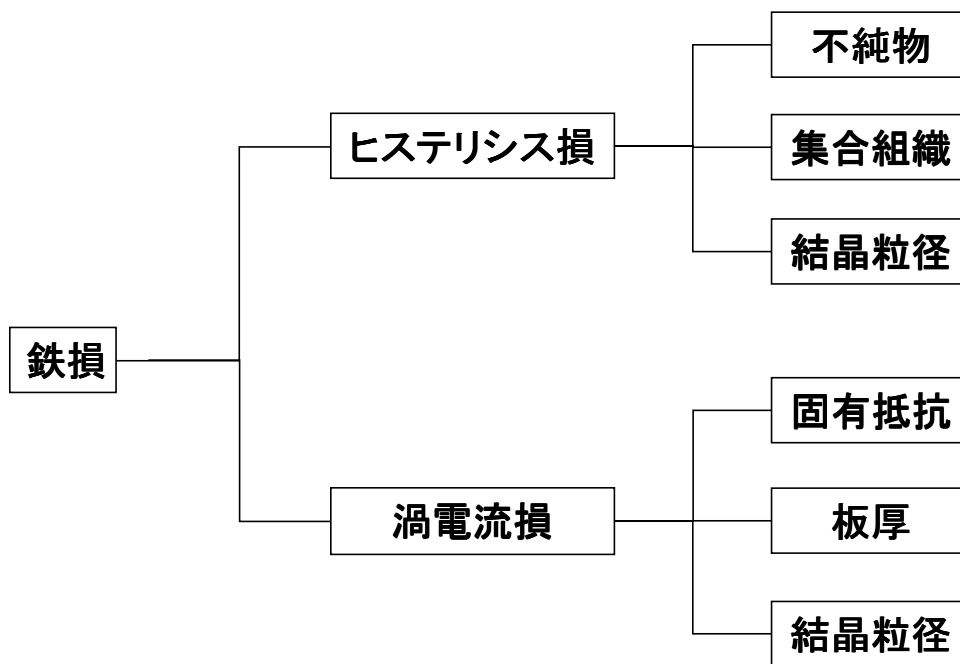 不純物
ヒステリシス損
集合組織
結晶粒径
鉄損
固有抵抗
渦電流損
板厚
結晶粒径